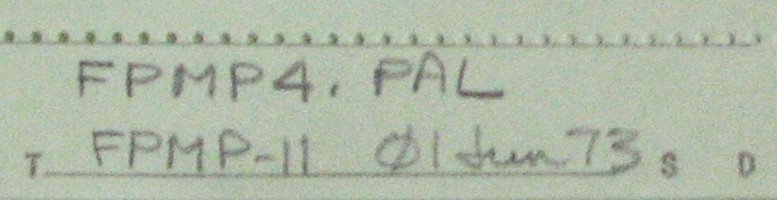 FPMP4.PAL
T FPMP-11 Ø1 Jun 73 S D